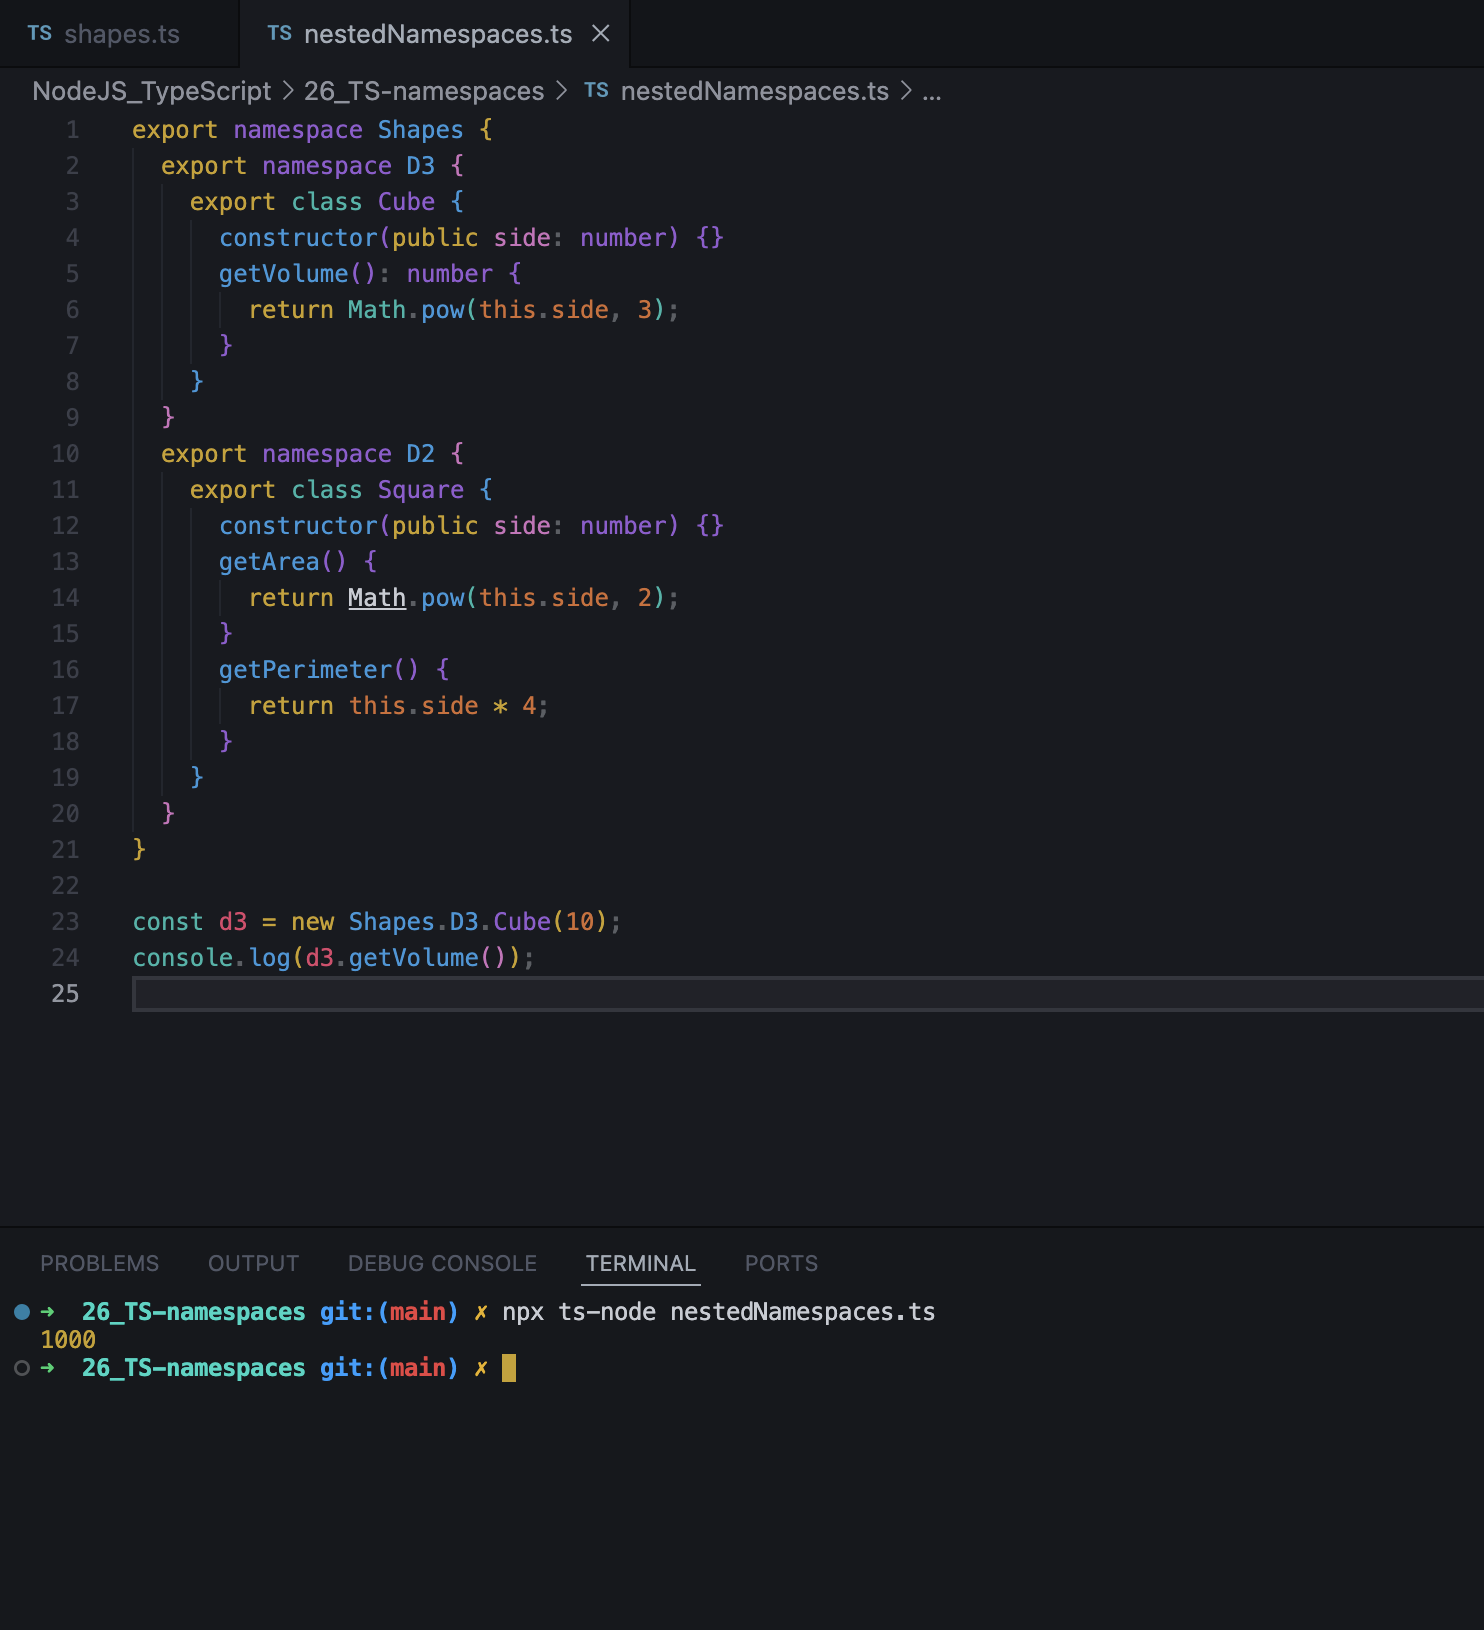 TS shapes.ts TS nestedNamespaces.ts
NodeJS_TypeScript > 26_TS-namespaces > TS nestedNamespaces.ts > ...
1 export namespace Shapes {
2 export namespace D3 {
3 export class Cube {
4 constructor(public side: number) {}
5 getVolume(): number {
6 return Math.pow(this.side, 3);
7 }
8 }
9 }
10 export namespace D2 {
11 export class Square {
12 constructor(public side: number) {}
13 getArea() {
14 return Math.pow(this.side, 2);
15 }
16 getPerimeter() {
17 return this.side * 4;
18 }
19 }
20 }
21 }
22
23 const d3 = new Shapes.D3.Cube(10);
24 console.log(d3.getVolume());
25
PROBLEMS OUTPUT DEBUG CONSOLE TERMINAL PORTS
➜ 26_TS-namespaces git:(main) ✗ npx ts-node nestedNamespaces.ts
1000
➜ 26_TS-namespaces git:(main) ✗